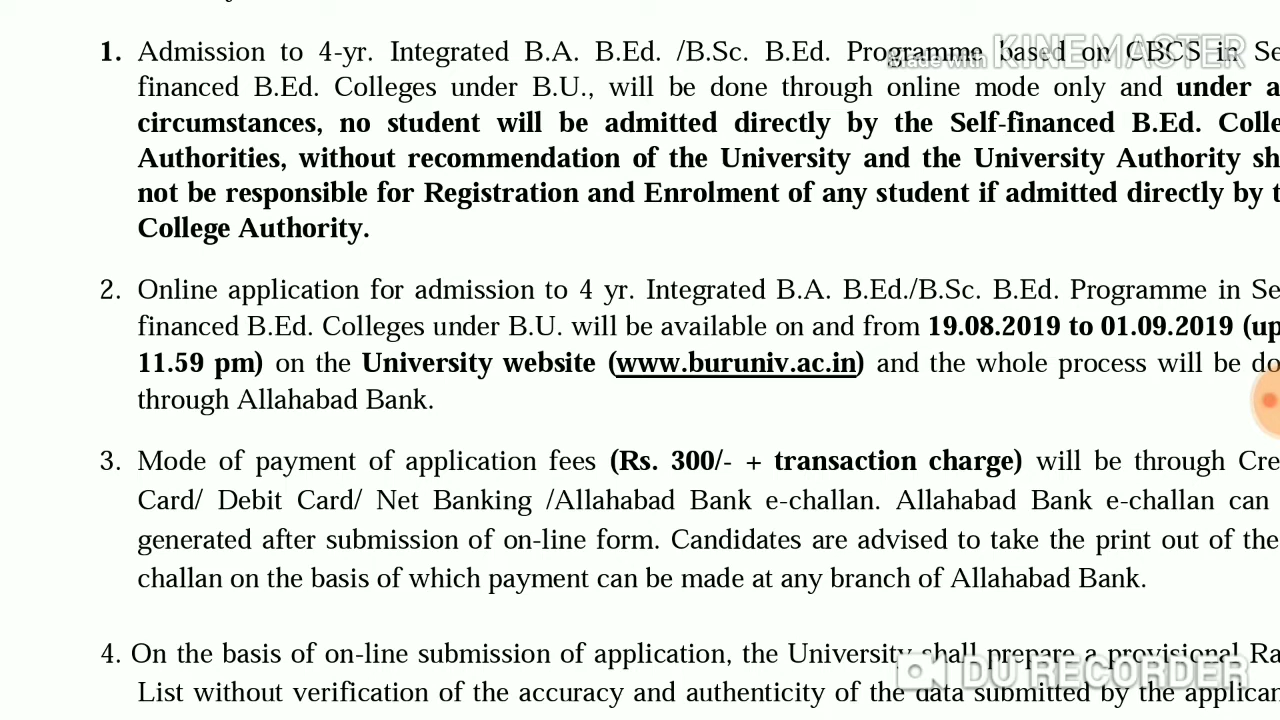 1. Admission to 4-yr. Integrated B.A. B.Ed. /B.Sc. B.Ed. Programme based on CBCS in Se
made with KINEMASTER
financed B.Ed. Colleges under B.U., will be done through online mode only and under a
circumstances, no student will be admitted directly by the Self-financed B.Ed. Colle
Authorities, without recommendation of the University and the University Authority sh
not be responsible for Registration and Enrolment of any student if admitted directly by t
College Authority.
2. Online application for admission to 4 yr. Integrated B.A. B.Ed./B.Sc. B.Ed. Programme in Se
financed B.Ed. Colleges under B.U. will be available on and from 19.08.2019 to 01.09.2019 (up
11.59 pm) on the University website (www.buruniv.ac.in) and the whole process will be do
through Allahabad Bank.
3. Mode of payment of application fees (Rs. 300/- + transaction charge) will be through Cre
Card/ Debit Card/ Net Banking /Allahabad Bank e-challan. Allahabad Bank e-challan can
generated after submission of on-line form. Candidates are advised to take the print out of the
challan on the basis of which payment can be made at any branch of Allahabad Bank.
4. On the basis of on-line submission of application, the University shall prepare a provisional Ra
DU RECORDER
List without verification of the accuracy and authenticity of the data submitted by the applican